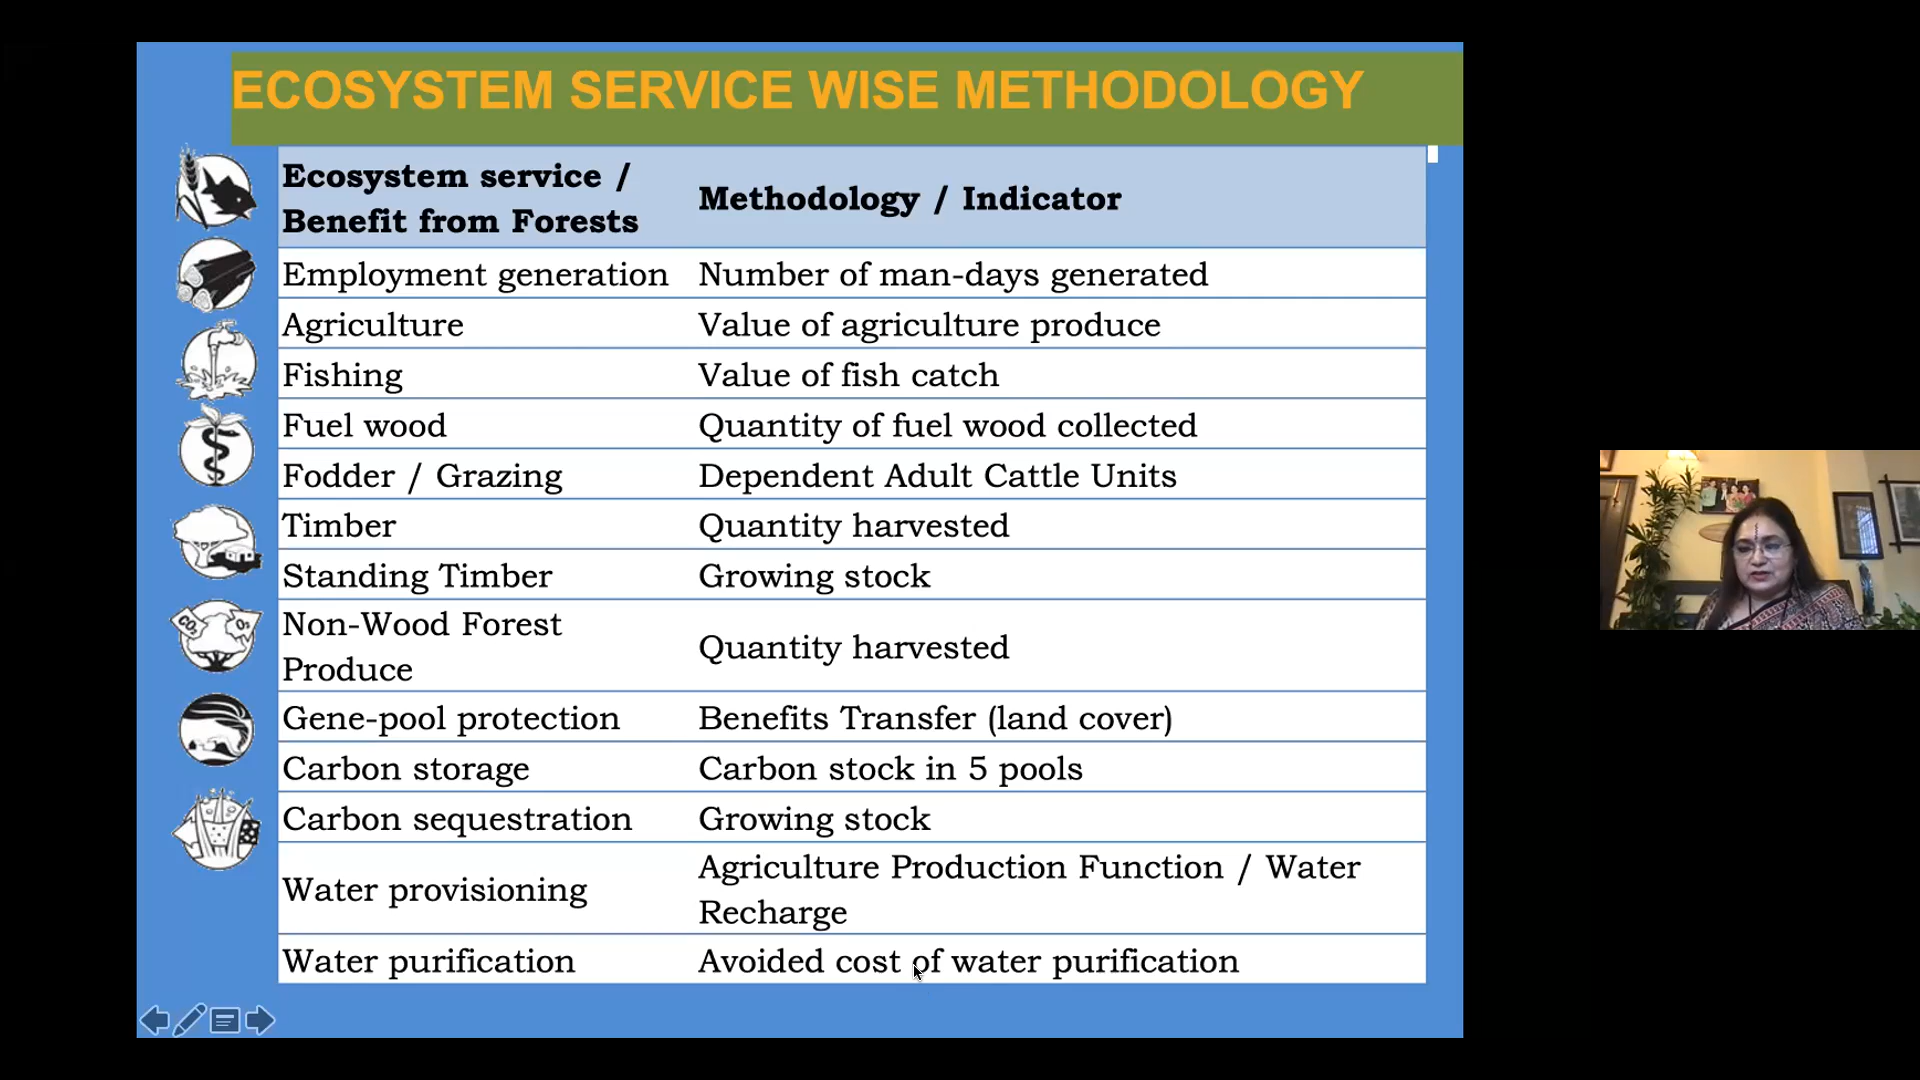 ECOSYSTEM SERVICE WISE METHODOLOGY
Ecosystem service /
Benefit from Forests
Methodology / Indicator
Employment generation
Number of man-days generated
Agriculture
Value of agriculture produce
Fishing
Value of fish catch
Fuel wood
Quantity of fuel wood collected
Fodder / Grazing
Dependent Adult Cattle Units
Timber
Quantity harvested
Standing Timber
Growing stock
Non-Wood Forest
Produce
Quantity harvested
Gene-pool protection
Benefits Transfer (land cover)
Carbon storage
Carbon stock in 5 pools
Carbon sequestration
Growing stock
Water provisioning
Agriculture Production Function / Water
Recharge
Water purification
Avoided cost of water purification
CO₂
O₂